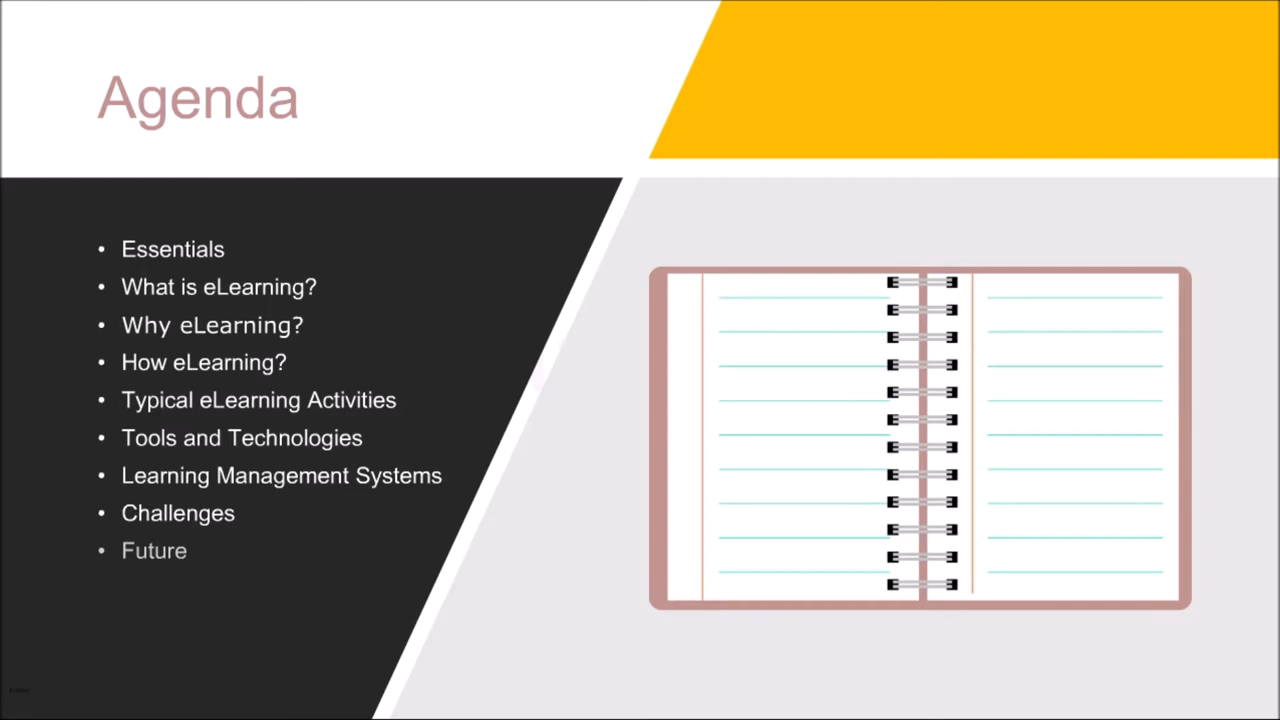 Agenda
• Essentials
• What is eLearning?
• Why eLearning?
• How eLearning?
• Typical eLearning Activities
• Tools and Technologies
• Learning Management Systems
• Challenges
• Future